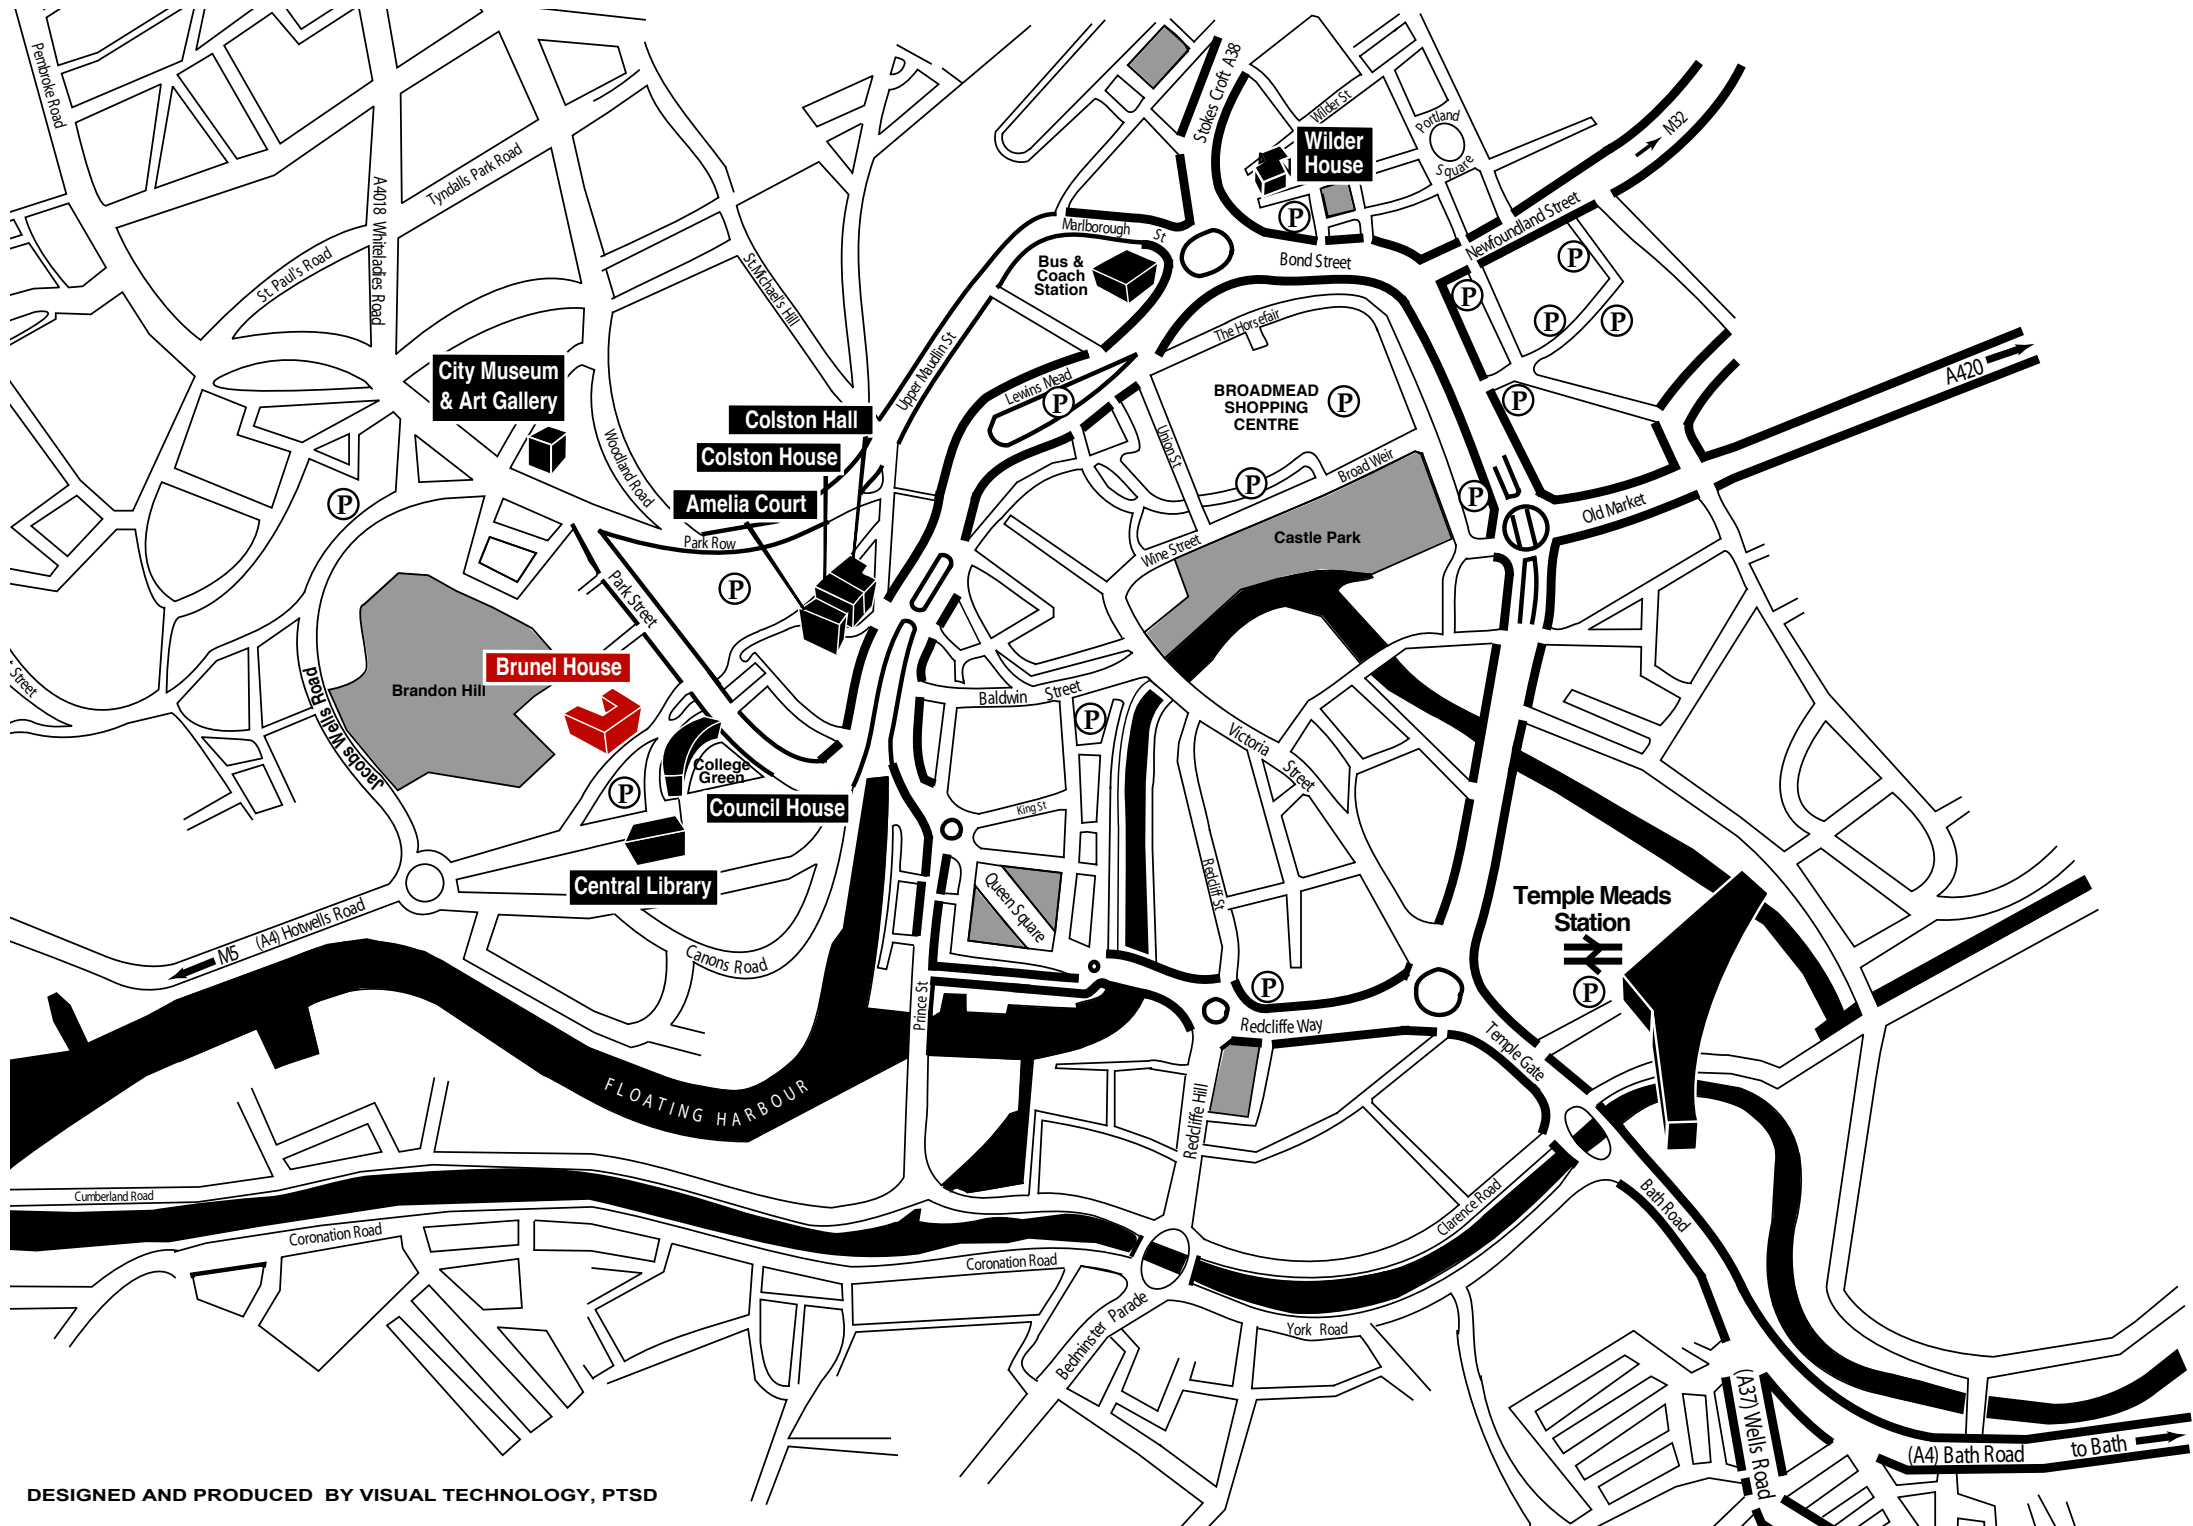 Pembroke Road
Stokes Croft A38
Wilder St
Portland
Square
M32
Wilder
House
P
Tyndalls Park Road
A4018 Whiteladies Road
St. Paul's Road
St.Michael's Hill
Marlborough St
Bus &
Coach
Station
Bond Street
Newfoundland Street
P
P
P
P
The Horsefair
Upper Maudlin St
Lewins Mead
P
City Museum
& Art Gallery
BROADMEAD
SHOPPING
CENTRE
P
P
A420
Colston Hall
Colston House
Amelia Court
Woodland Road
Union St
Broad Weir
P
P
P
Old Market
Park Row
Wine Street
Castle Park
P
Park Street
Street
Jacobs Wells Road
Brandon Hill
Brunel House
Baldwin Street
P
Victoria Street
College
Green
P
Council House
King St
Central Library
Queen Square
Redcliff St
Temple Meads
Station
P
(A4) Hotwells Road
M5
Canons Road
Prince St
P
Redcliffe Way
Temple Gate
FLOATING HARBOUR
Redcliffe Hill
Cumberland Road
Coronation Road
Coronation Road
Clarence Road
Bath Road
Bedminster Parade
York Road
(A37) Wells Road
(A4) Bath Road
to Bath
DESIGNED AND PRODUCED BY VISUAL TECHNOLOGY, PTSD